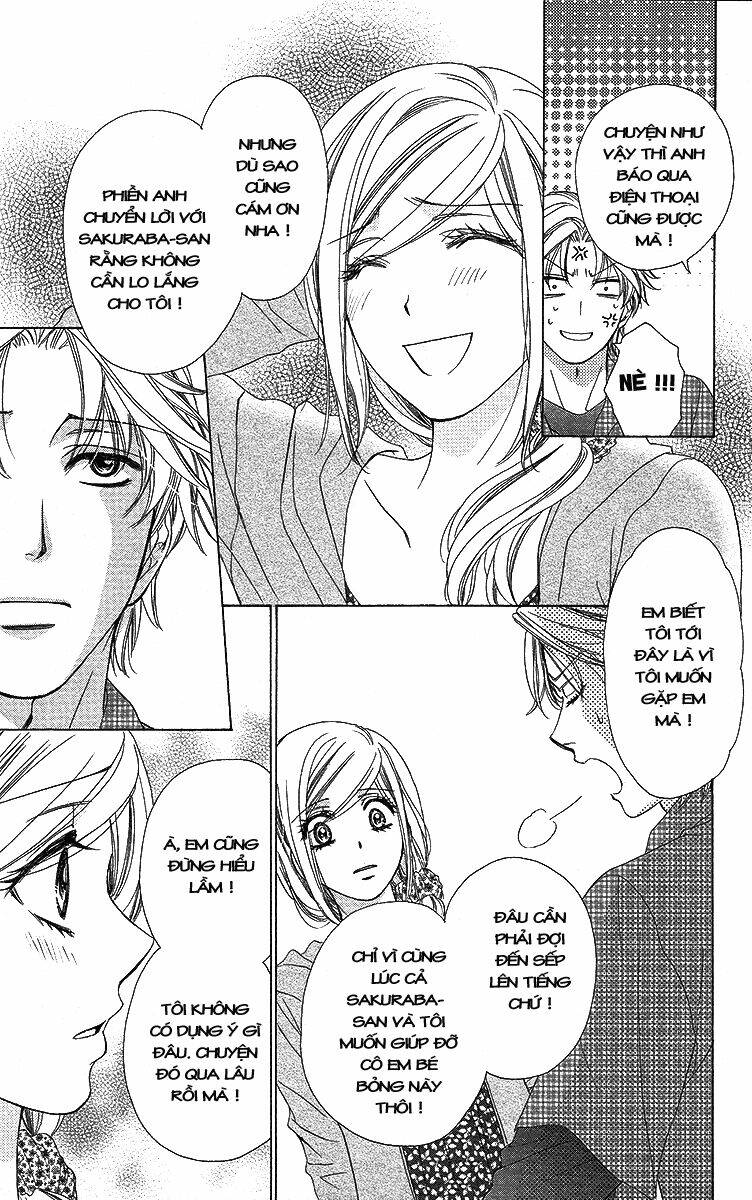 CHUYỆN NHƯ
VẬY THÌ ANH
BÁO QUA
ĐIỆN THOẠI
CŨNG ĐƯỢC
MÀ !
NÈ !!!
NHƯNG
DÙ SAO
CŨNG
CÁM ƠN
NHA !
PHIỀN ANH
CHUYỂN LỜI VỚI
SAKURABA-SAN
RẰNG KHÔNG
CẦN LO LẮNG
CHO TÔI !
EM BIẾT
TÔI TỚI
ĐÂY LÀ VÌ
TÔI MUỐN
GẶP EM
MÀ !
ĐÂU CẦN
PHẢI ĐỢI
ĐẾN SẾP
LÊN TIẾNG
CHỨ !
CHỈ VÌ CÙNG
LÚC CẢ
SAKURABA-
SAN VÀ TÔI
MUỐN GIÚP ĐỠ
CÔ EM BÉ
BỎNG NÀY
THÔI !
À, EM CŨNG
ĐỪNG HIỂU
LẦM !
TÔI KHÔNG
CÓ DỤNG Ý GÌ
ĐÂU. CHUYỆN
ĐÓ QUA LÂU
RỒI MÀ !